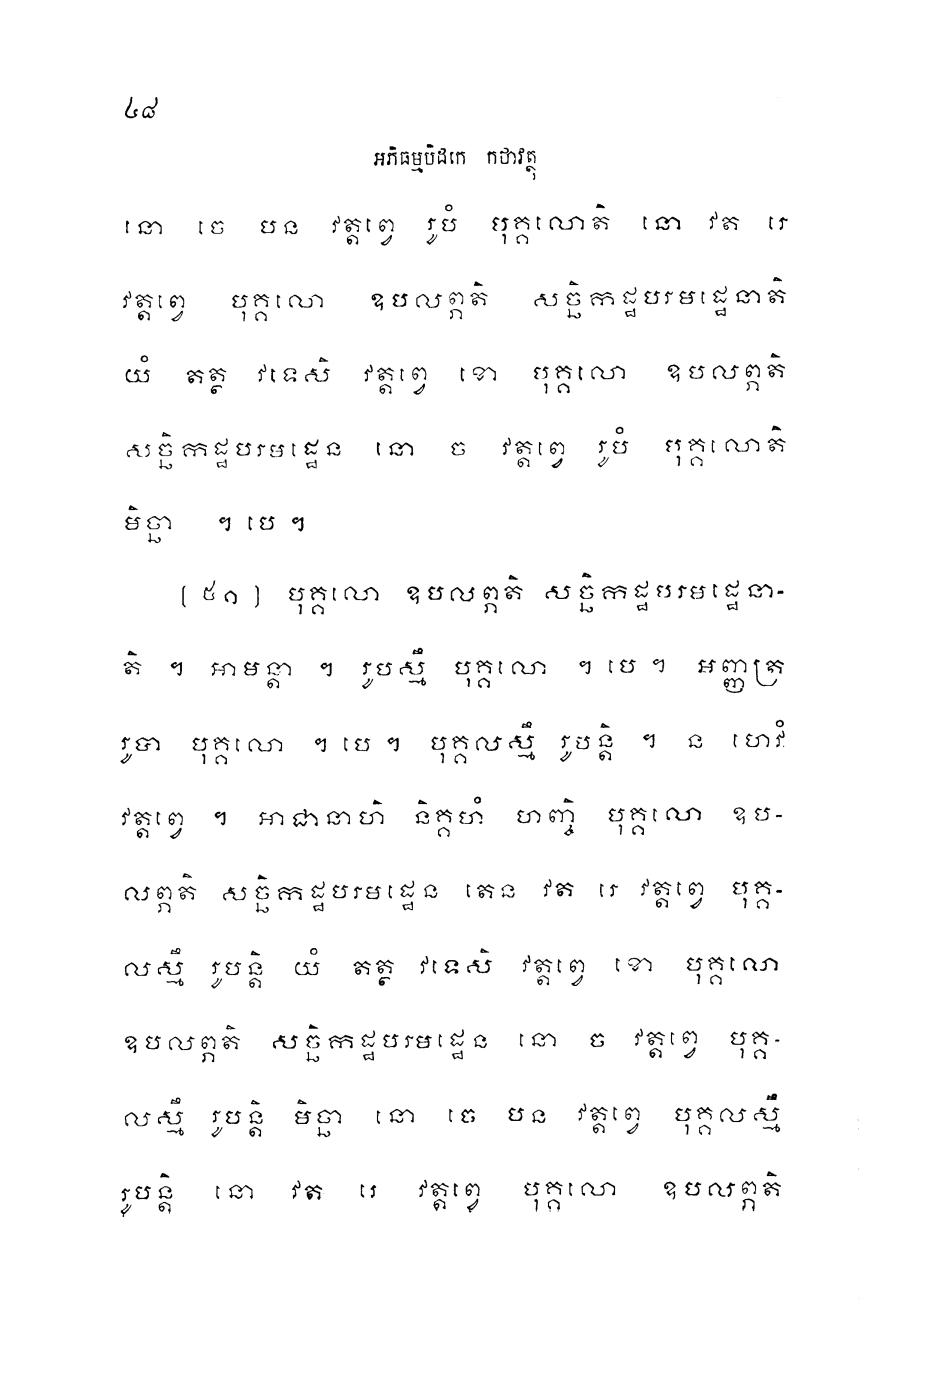 ៤៨
អភិធម្មបិដកេ កថាវត្ថុ
នោ ចេ បន វត្តព្វេ រូបំ បុគ្គលោតិ នោ វត រេ
វត្តព្វេ បុគ្គលោ ឧបលព្ភតិ សច្ឆិកដ្ឋបរមដ្ឋេនាតិ
យំ តត្ថ វទេសិ វត្តព្វេ ខោ បុគ្គលោ ឧបលព្ភតិ
សច្ឆិកដ្ឋបរមដ្ឋេន នោ ច វត្តព្វេ រូបំ បុគ្គលោតិ
មិច្ឆា ។ បេ ។
[ ៥១ ] បុគ្គលោ ឧបលព្ភតិ សច្ឆិកដ្ឋបរមដ្ឋេនា-
តិ ។ អាមន្តា ។ រូបស្មឹ បុគ្គលោ ។ បេ ។ អញ្ញត្រ
រូបា បុគ្គលោ ។ បេ ។ បុគ្គលស្មឹ រូបន្តិ ។ ន ហេវំ
វត្តព្វេ ។ អាជានាហិ និគ្គហំ ហញ្ចិ បុគ្គលោ ឧប-
លព្ភតិ សច្ឆិកដ្ឋបរមដ្ឋេន តេន វត រេ វត្តព្វេ បុគ្គ-
លស្មឹ រូបន្តិ យំ តត្ថ វទេសិ វត្តព្វេ ខោ បុគ្គលោ
ឧបលព្ភតិ សច្ឆិកដ្ឋបរមដ្ឋេន នោ ច វត្តព្វេ បុគ្គ-
លស្មឹ រូបន្តិ មិច្ឆា នោ ចេ បន វត្តព្វេ បុគ្គលស្មឹ
រូបន្តិ នោ វត រេ វត្តព្វេ បុគ្គលោ ឧបលព្ភតិ